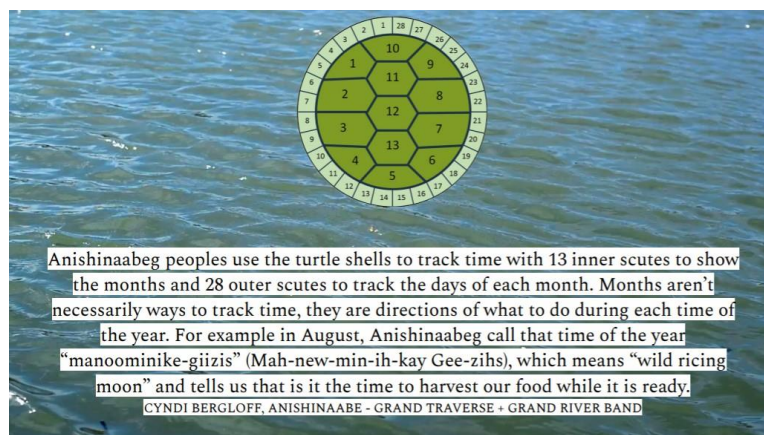 1 2 3 4 5 6 7 8 9 10 11 12 13 14 15 16 17 18 19 20 21 22 23 24 25 26 27 28
1 2 3 4 5 6 7 8 9 10 11 12 13
Anishinaabeg peoples use the turtle shells to track time with 13 inner scutes to show
the months and 28 outer scutes to track the days of each month. Months aren't
necessarily ways to track time, they are directions of what to do during each time of
the year. For example in August, Anishinaabeg call that time of the year
“manoominike-giizis” (Mah-new-min-ih-kay Gee-zihs), which means “wild ricing
moon” and tells us that is it the time to harvest our food while it is ready.
CYNDI BERGLOFF, ANISHINAABE - GRAND TRAVERSE + GRAND RIVER BAND